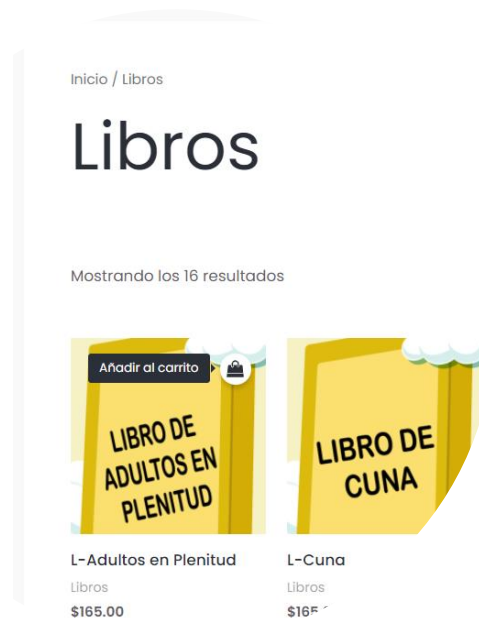 Inicio / Libros
Libros
Mostrando los 16 resultados
Añadir al carrito
LIBRO DE
ADULTOS EN
PLENITUD
LIBRO DE
CUNA
L-Adultos en Plenitud
L-Cuna
Libros
Libros
$165.00